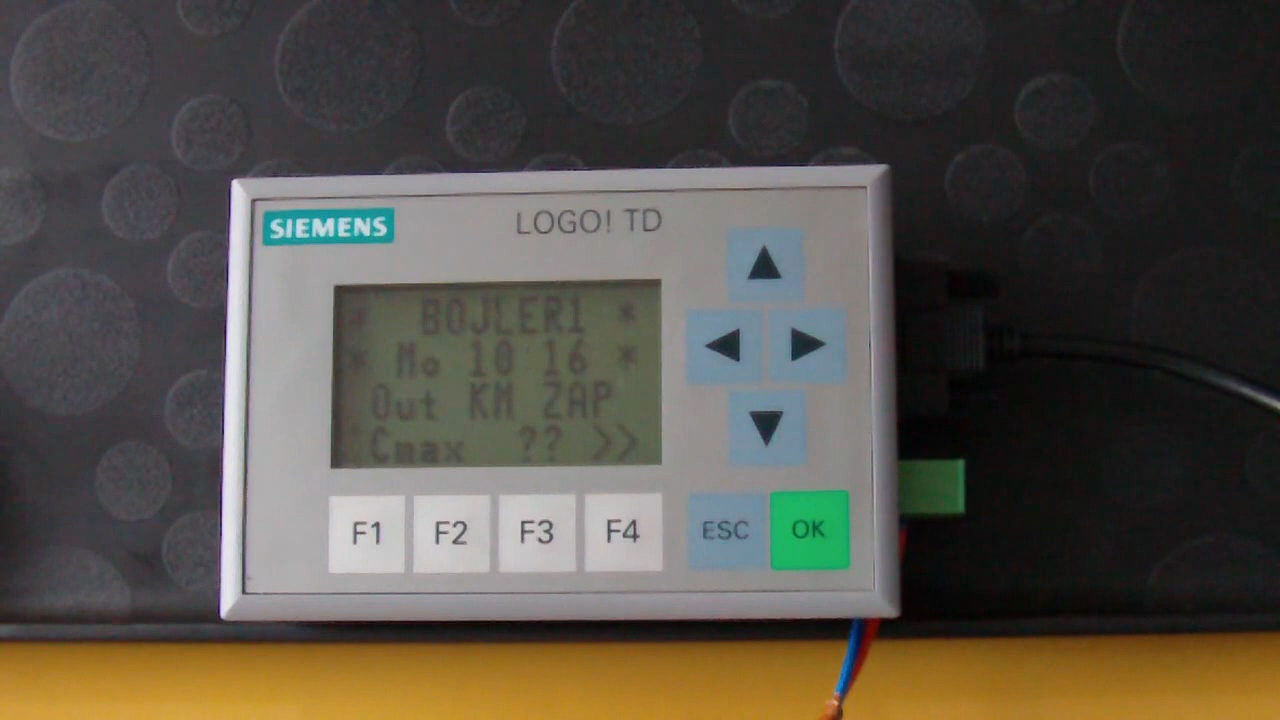 SIEMENS
LOGO! TD
* BOJLER1 *
* Mo 10 16 *
Out KM ZAP
Cmax ?? >>
F1 F2 F3 F4 ESC OK